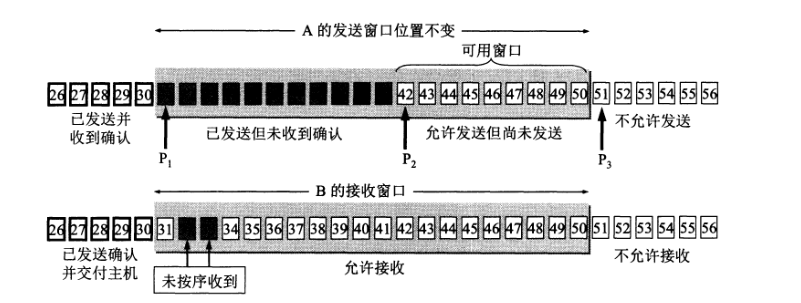 A 的发送窗口位置不变
可用窗口
26 27 28 29 30 42 43 44 45 46 47 48 49 50 51 52 53 54 55 56
已发送并
收到确认
已发送但未收到确认
允许发送但尚未发送
不允许发送
P1
P2
P3
B 的接收窗口
26 27 28 29 30 31 34 35 36 37 38 39 40 41 42 43 44 45 46 47 48 49 50 51 52 53 54 55 56
已发送确认
并交付主机
未按序收到
允许接收
不允许接收